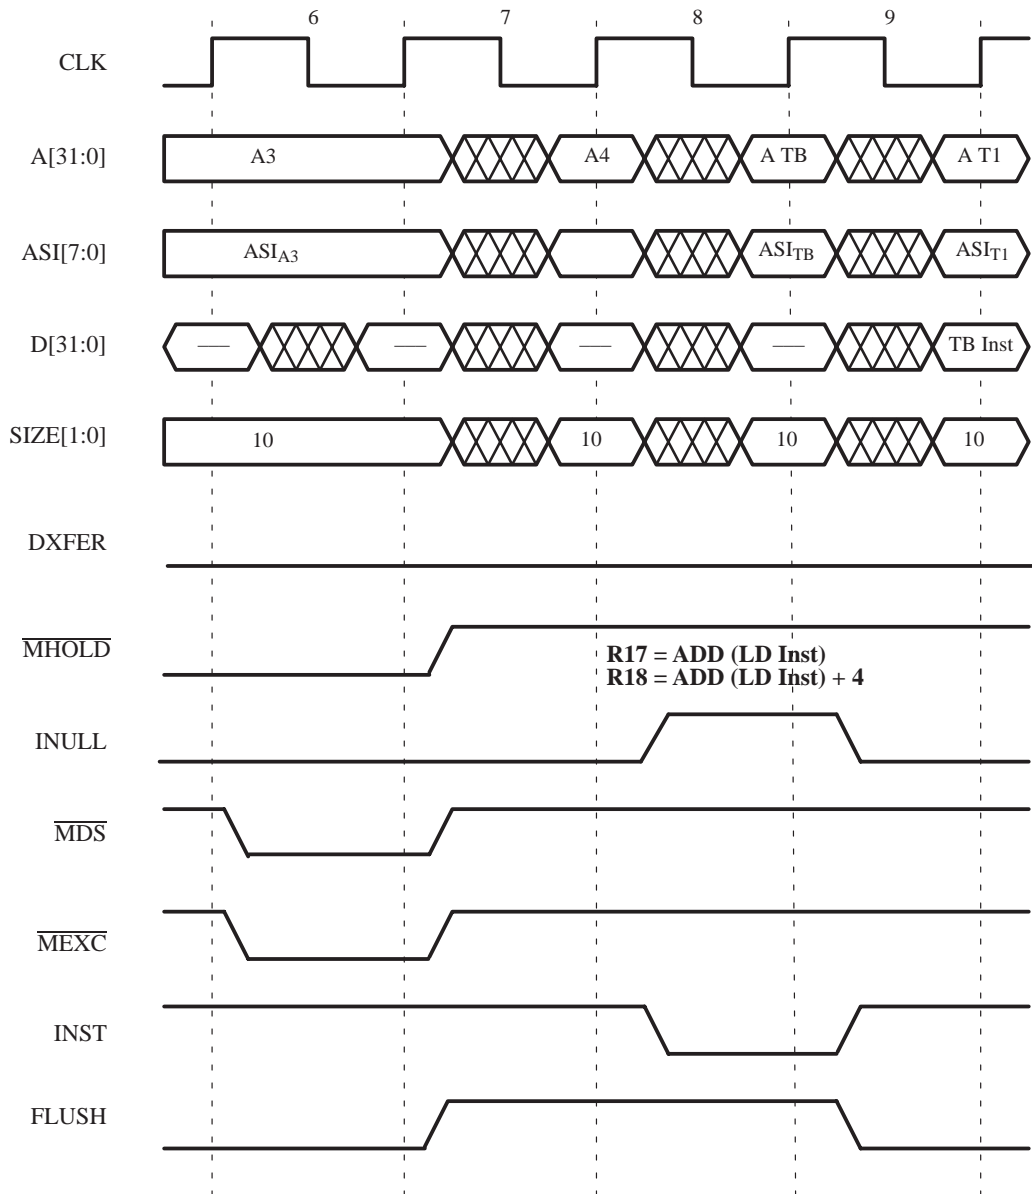 6 7 8 9
CLK
A[31:0] A3 A4 A TB A T1
ASI[7:0] ASIA3 ASITB ASIT1
D[31:0] — — — — TB Inst
SIZE[1:0] 10 10 10 10
DXFER
MHOLD
R17 = ADD (LD Inst)
R18 = ADD (LD Inst) + 4
INULL
MDS
MEXC
INST
FLUSH